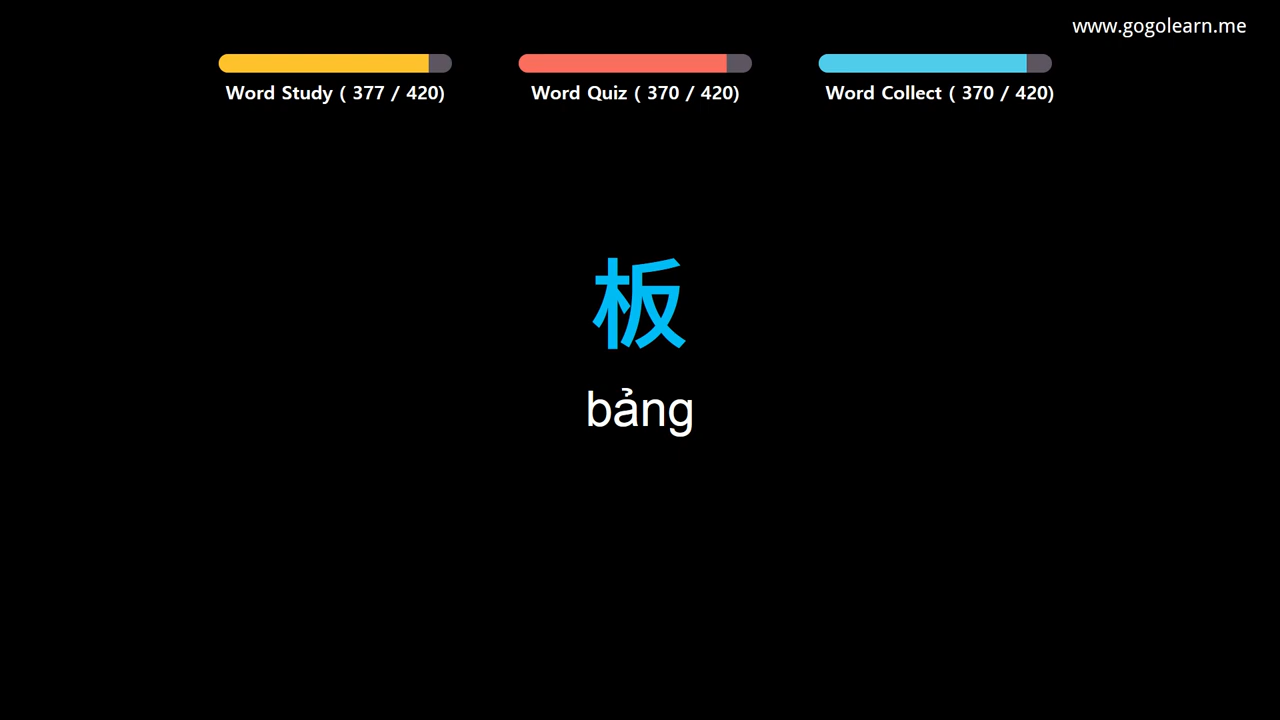 www.gogolearn.me
Word Study ( 377 / 420)
Word Quiz ( 370 / 420)
Word Collect ( 370 / 420)
板
bảng